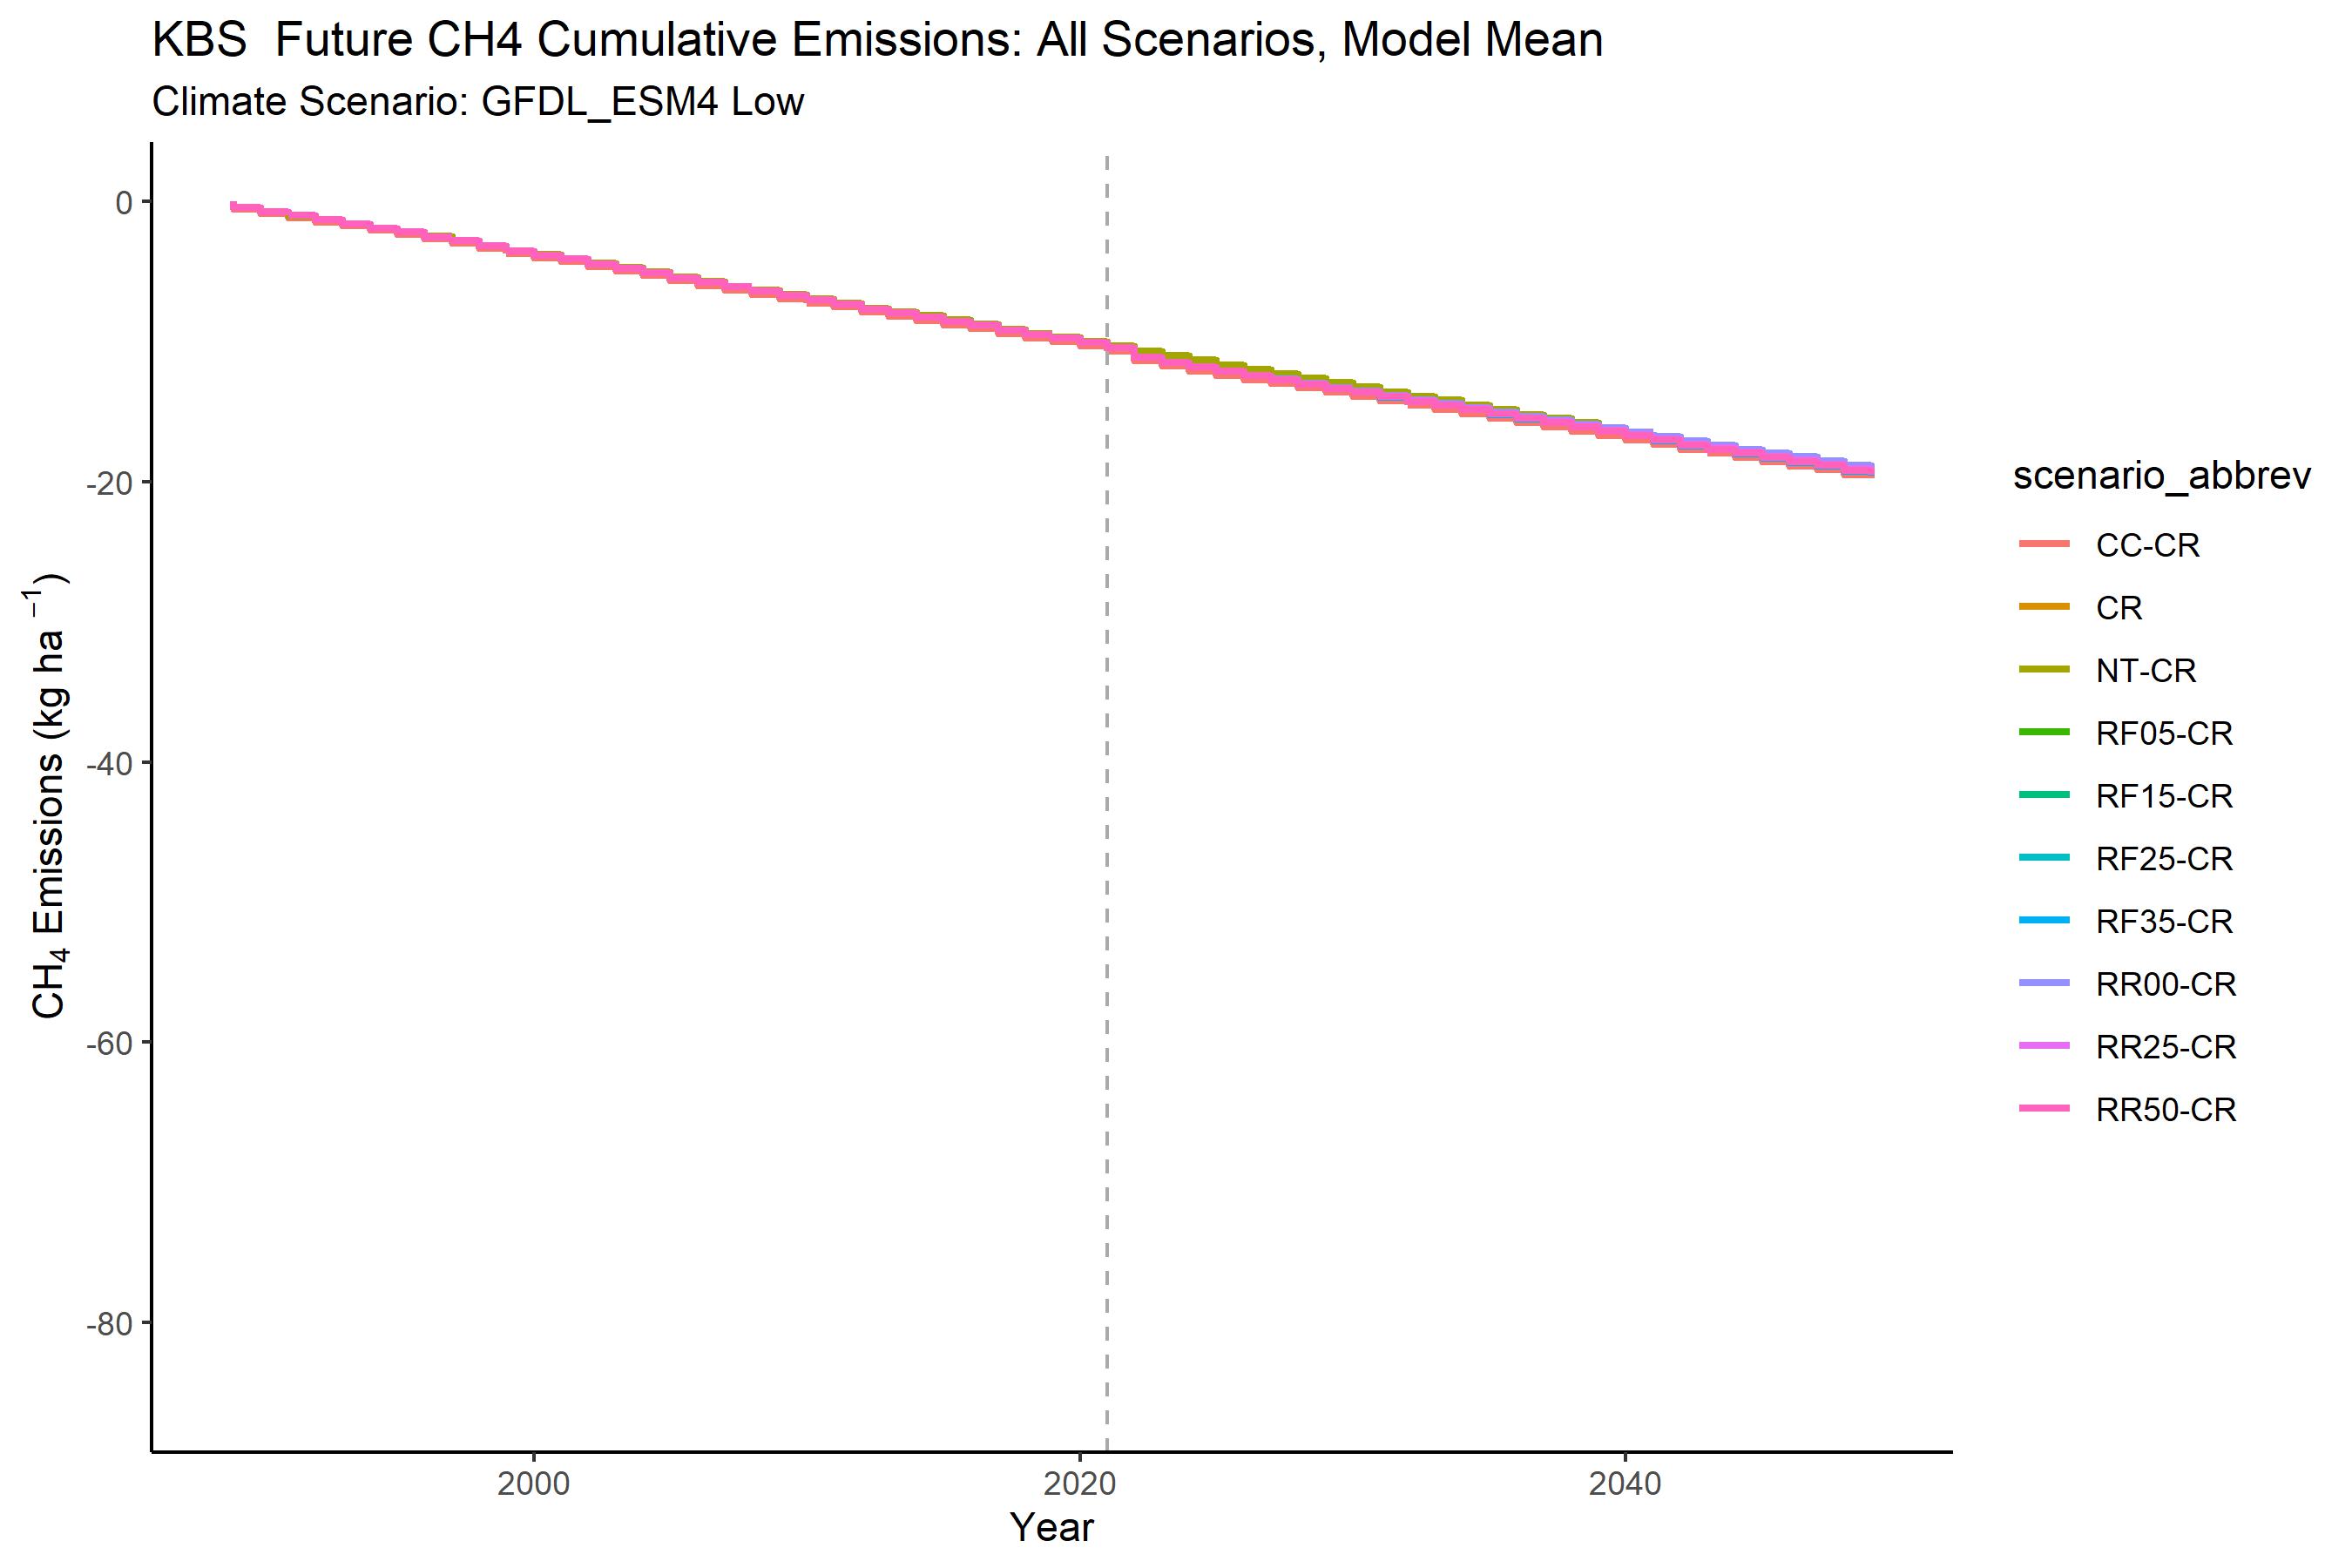 KBS  Future CH4 Cumulative Emissions: All Scenarios, Model Mean
Climate Scenario: GFDL_ESM4 Low
CH₄ Emissions (kg ha ⁻¹)
0
-20
-40
-60
-80
2000
2020
2040
Year
scenario_abbrev
CC-CR
CR
NT-CR
RF05-CR
RF15-CR
RF25-CR
RF35-CR
RR00-CR
RR25-CR
RR50-CR